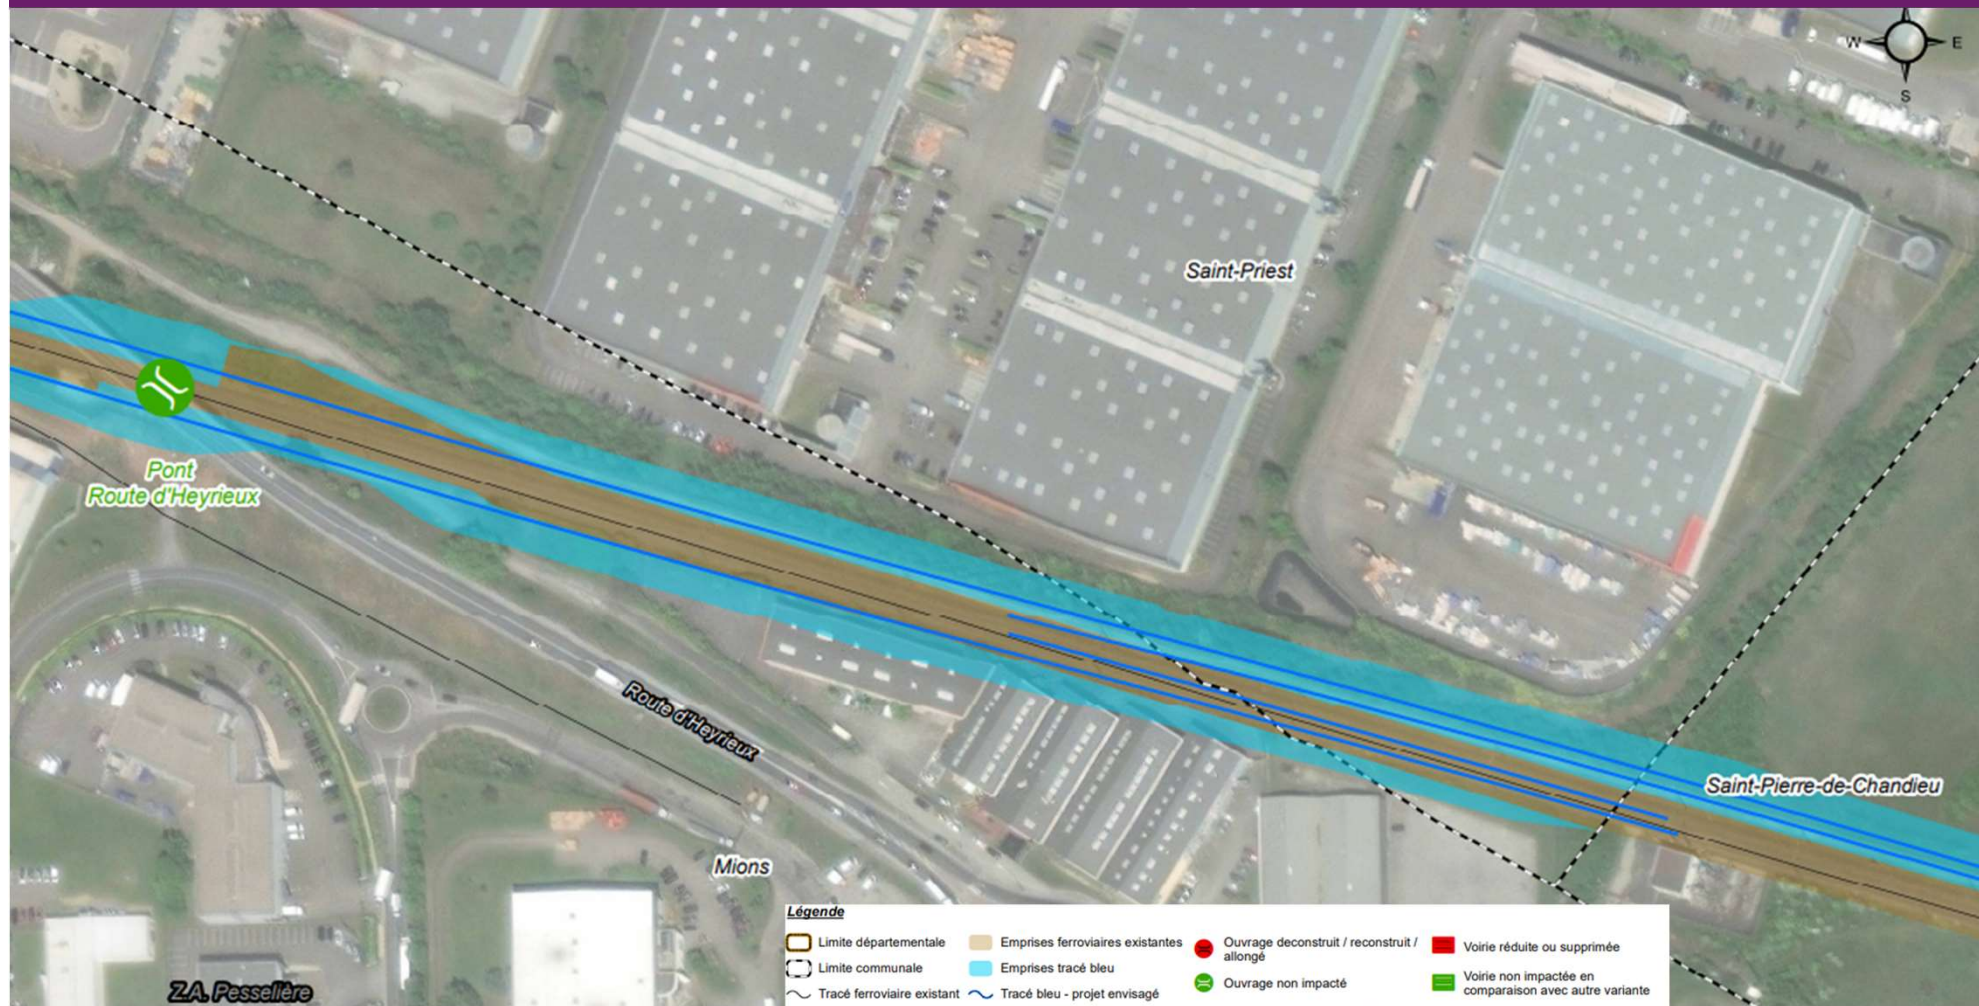 W E
S
Saint-Priest
Pont
Route d'Heyrieux
Route d'Heyrieux
Saint-Pierre-de-Chandieu
Mions
Z.A. Pesselière
Légende
Limite départementale
Limite communale
Tracé ferroviaire existant
Emprises ferroviaires existantes
Emprises tracé bleu
Tracé bleu - projet envisagé
Ouvrage deconstruit / reconstruit /
allongé
Ouvrage non impacté
Voirie réduite ou supprimée
Voirie non impactée en
comparaison avec autre variante